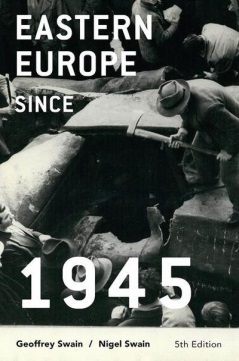 EASTERN
EUROPE
SINCE
1945
Geoffrey Swain / Nigel Swain 5th Edition